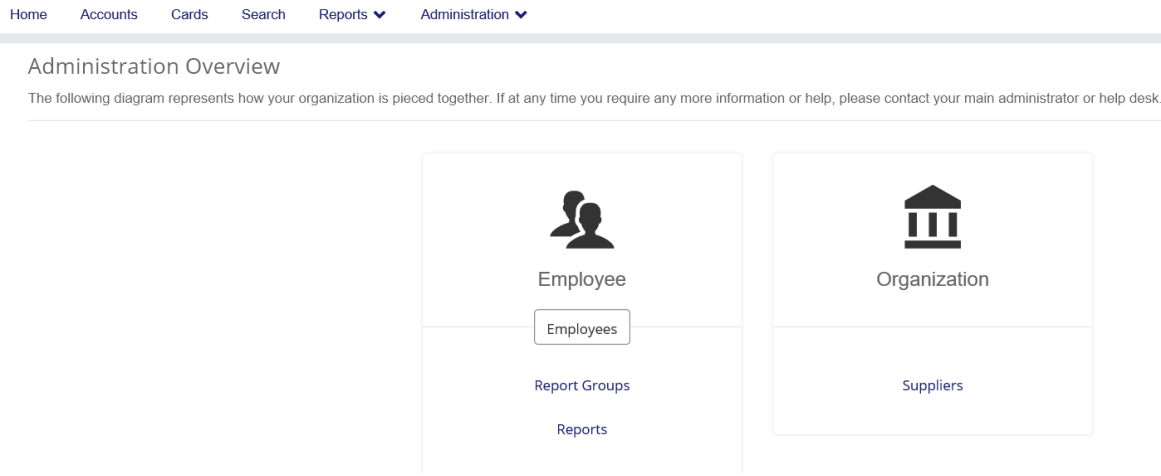 Home Accounts Cards Search Reports Administration
Administration Overview
The following diagram represents how your organization is pieced together. If at any time you require any more information or help, please contact your main administrator or help desk.
Employee
Employees
Report Groups
Reports
Organization
Suppliers